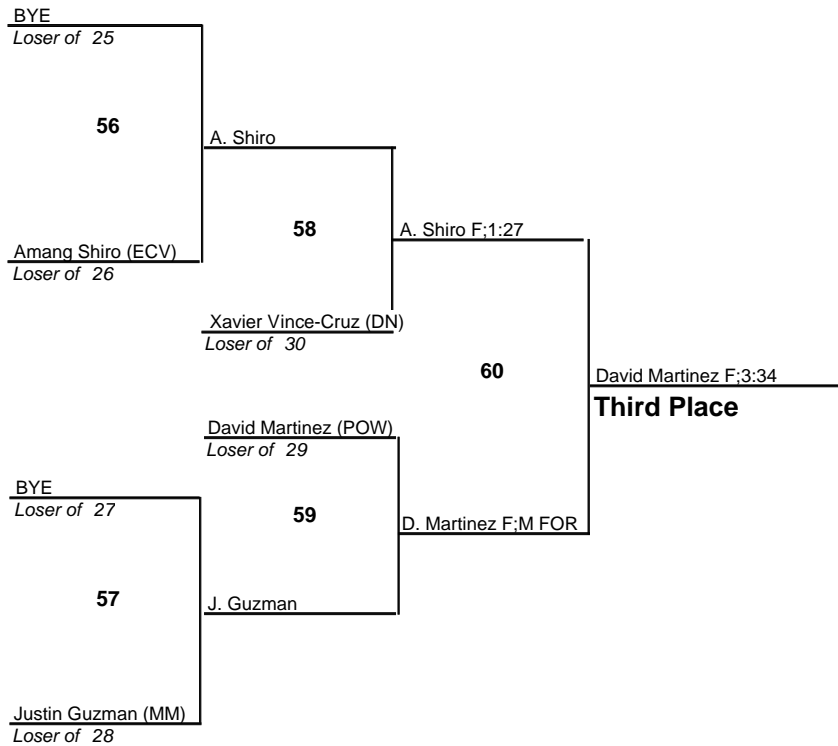 BYE
Loser of 25
56
A. Shiro
Amang Shiro (ECV)
Loser of 26
58
A. Shiro F;1:27
Xavier Vince-Cruz (DN)
Loser of 30
60
David Martinez F;3:34
Third Place
David Martinez (POW)
Loser of 29
BYE
Loser of 27
59
D. Martinez F;M FOR
57
J. Guzman
Justin Guzman (MM)
Loser of 28